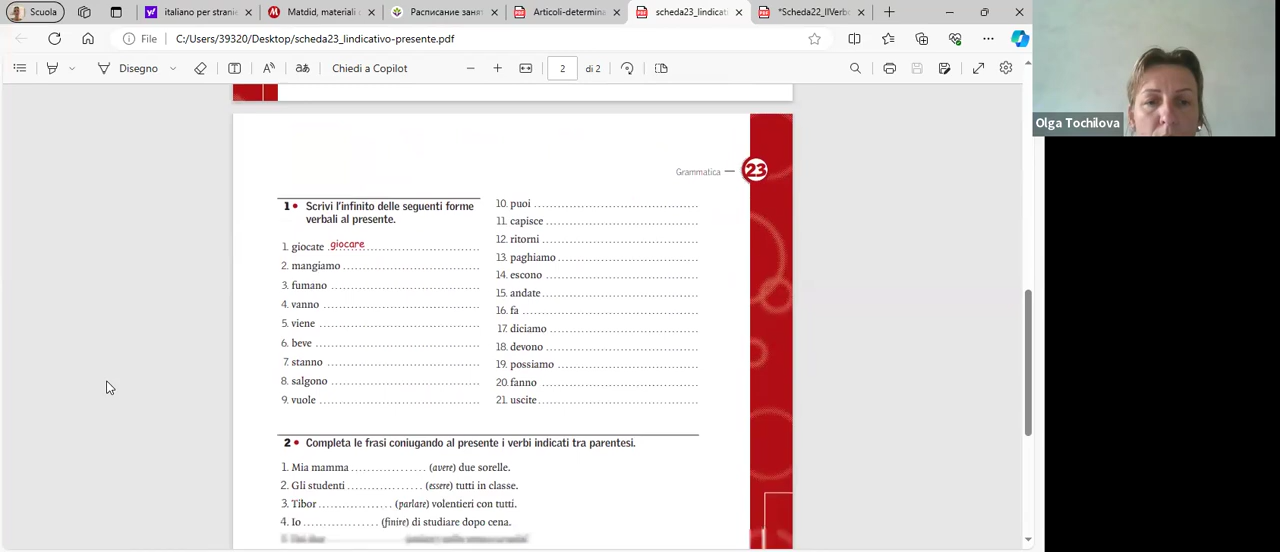 Scuola
italiano per stranie
Matdid, materiali d
Расписание занят
Articoli-determina
scheda23_lindicati
*Scheda22_IlVerbo
File
C:/Users/39320/Desktop/scheda23_lindicativo-presente.pdf
Disegno
Chiedi a Copilot
2
di 2
Olga Tochilova
Grammatica
23
1 • Scrivi l'infinito delle seguenti forme
verbali al presente.
1. giocate giocare
2. mangiamo
3. fumano
4. vanno
5. viene
6. beve
7. stanno
8. salgono
9. vuole
10. puoi
11. capisce
12. ritorni
13. paghiamo
14. escono
15. andate
16. fa
17. diciamo
18. devono
19. possiamo
20. fanno
21. uscite
2 • Completa le frasi coniugando al presente i verbi indicati tra parentesi.
1. Mia mamma .................. (avere) due sorelle.
2. Gli studenti .................. (essere) tutti in classe.
3. Tibor .................. (parlare) volentieri con tutti.
4. Io .................. (finire) di studiare dopo cena.